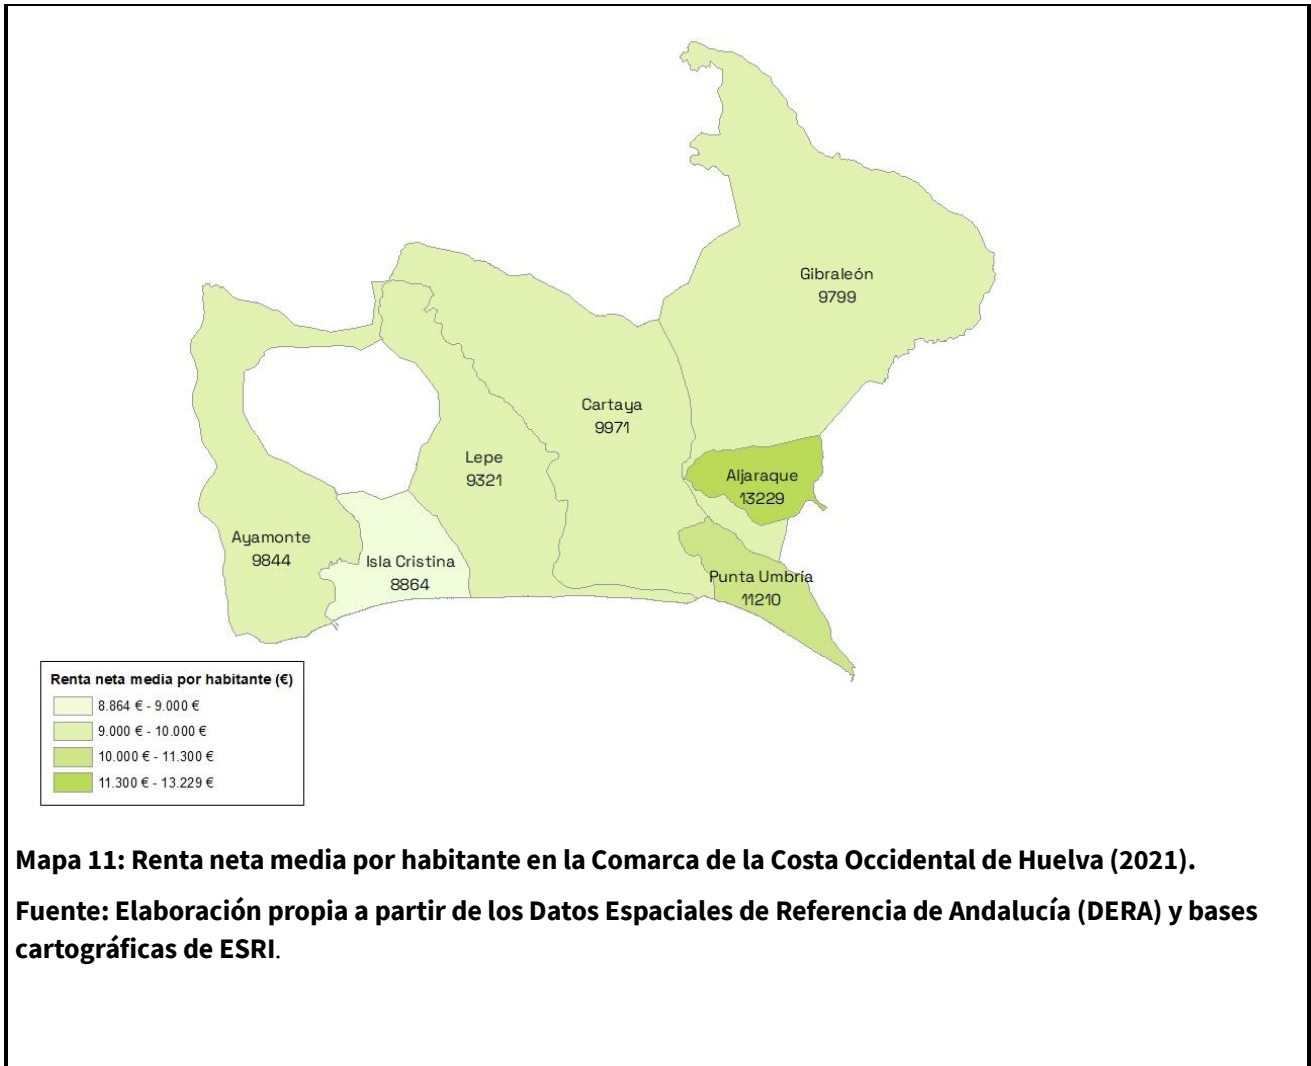 Gibraleón
9799
Cartaya
9971
Lepe
9321
Aljaraque
13229
Ayamonte
9844
Isla Cristina
8864
Punta Umbría
11210
Renta neta media por habitante (€)
8.864 € - 9.000 €
9.000 € - 10.000 €
10.000 € - 11.300 €
11.300 € - 13.229 €
Mapa 11: Renta neta media por habitante en la Comarca de la Costa Occidental de Huelva (2021).
Fuente: Elaboración propia a partir de los Datos Espaciales de Referencia de Andalucía (DERA) y bases
cartográficas de ESRI.